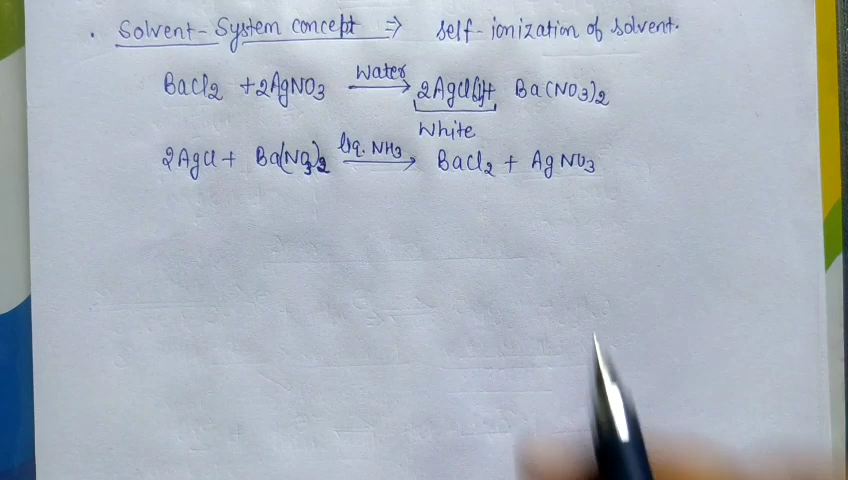 . Solvent-System concept ⇒ self-ionization of solvent.
BaCl2 + 2AgNO3 Water → 2AgCl(s)+ Ba(NO3)2
White
2AgCl + Ba(NO3)2 liq. NH3 → BaCl2 + AgNO3